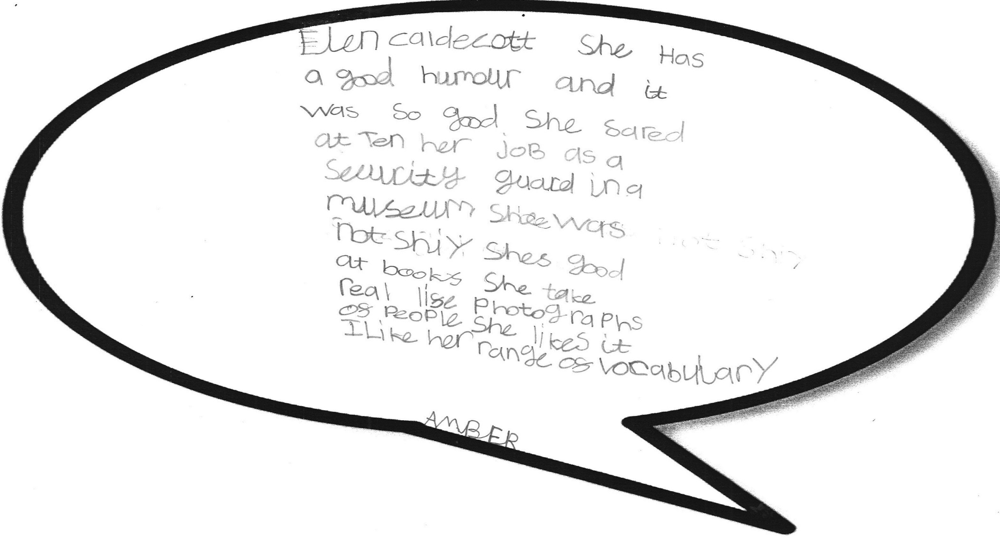 Elen caldecott She Has
a good humour and it
was So good She Sared
at Ten her joB as a
Security guard in a
museum Shee was
not ShiY Shes good
at books She take
real lise Photographs
os PeoPle She likes it
I Like her range os vocabulary
AMBER